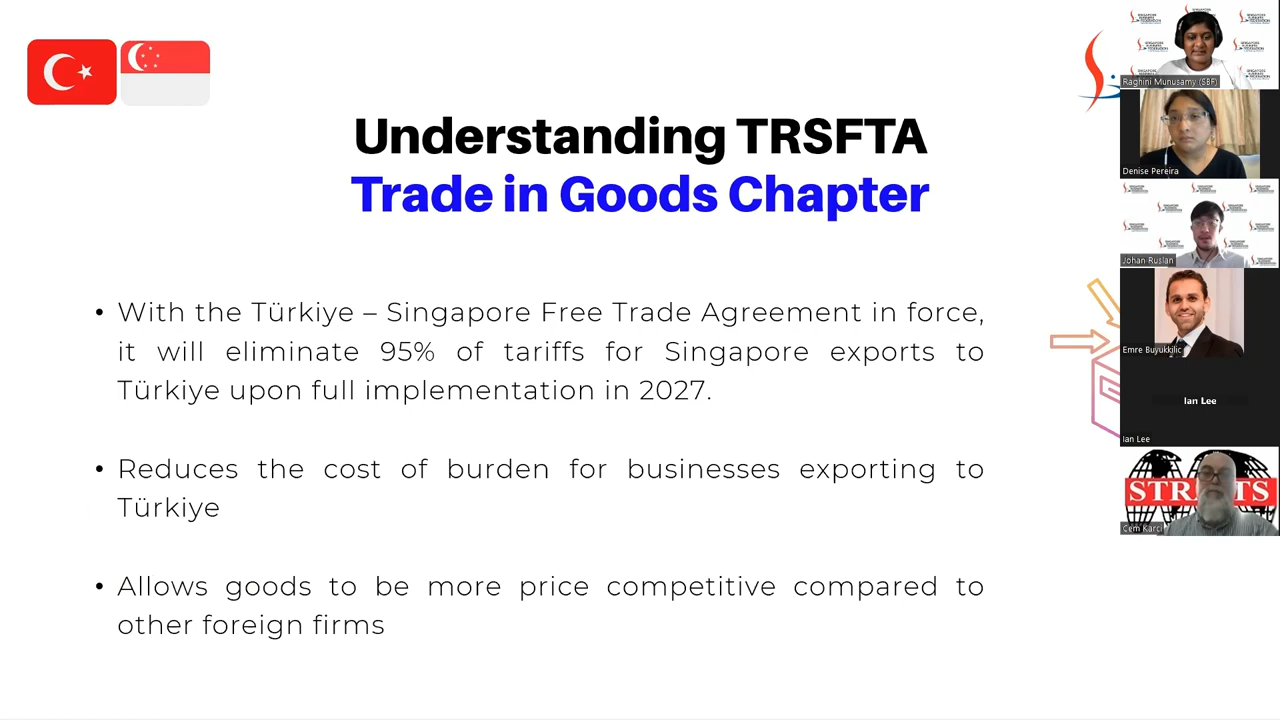 Understanding TRSFTA
Trade in Goods Chapter
• With the Türkiye – Singapore Free Trade Agreement in force,
it will eliminate 95% of tariffs for Singapore exports to
Türkiye upon full implementation in 2027.
• Reduces the cost of burden for businesses exporting to
Türkiye
• Allows goods to be more price competitive compared to
other foreign firms
Raghini Munusamy (SBF)
Denise Pereira
Johan Ruslan
Emre Buyukkilic
Ian Lee
Ian Lee
STRAITS
Cem Karci